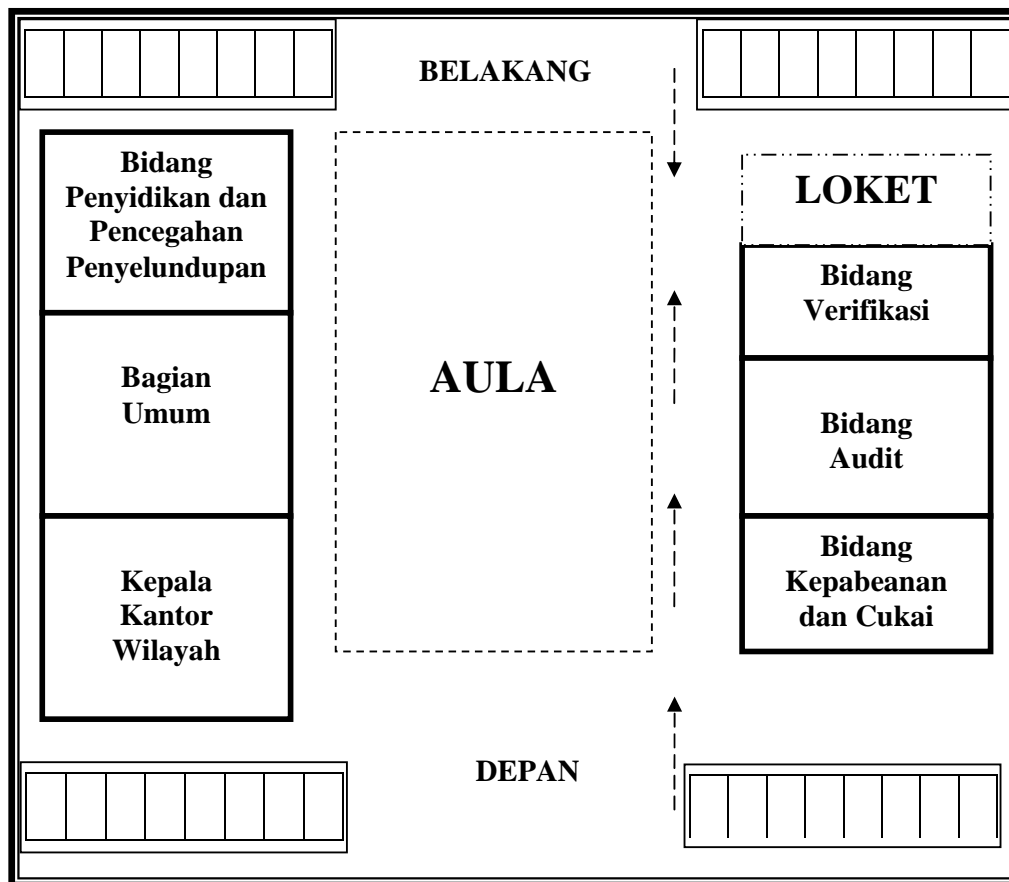 BELAKANG
Bidang
Penyidikan dan
Pencegahan
Penyelundupan
Bagian
Umum
Kepala
Kantor
Wilayah
AULA
LOKET
Bidang
Verifikasi
Bidang
Audit
Bidang
Kepabeanan
dan Cukai
DEPAN